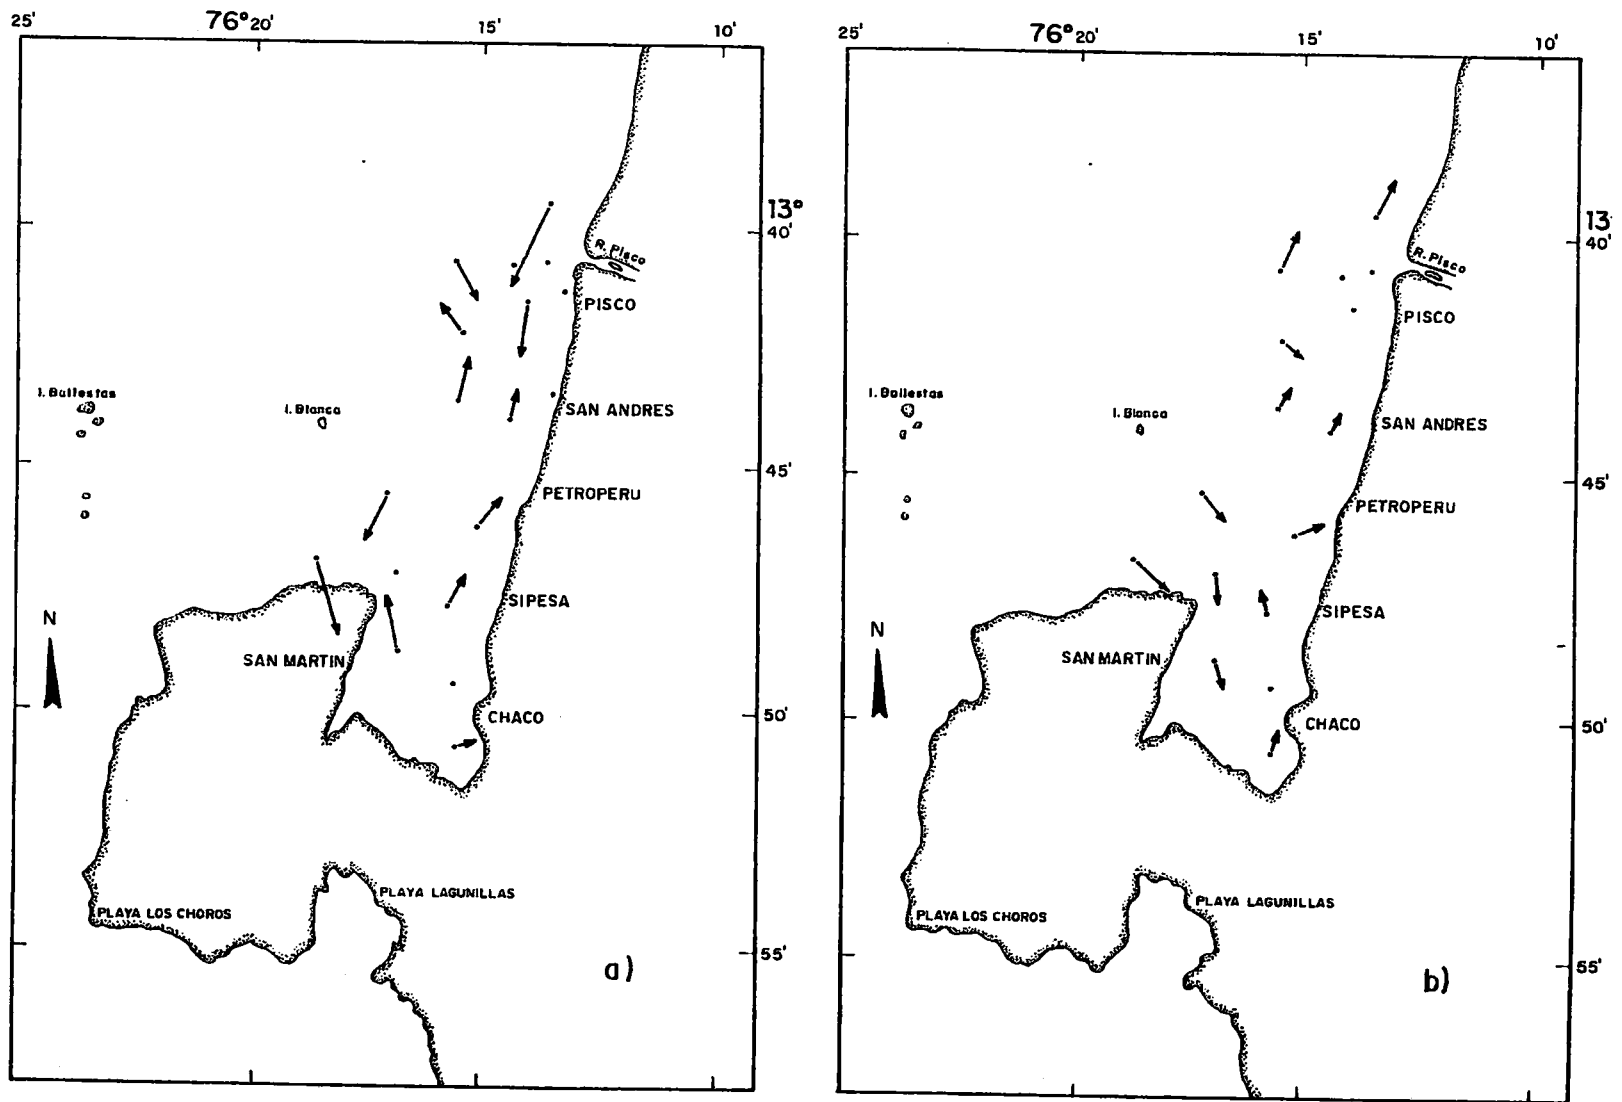 25'
76°20'
15'
10'
13°
40'
R. Pisco
PISCO
I. Ballestas
I. Blanca
SAN ANDRES
45'
PETROPERU
N
SIPESA
SAN MARTIN
CHACO
50'
PLAYA LAGUNILLAS
PLAYA LOS CHOROS
55'
a)
25'
76°20'
15'
10'
13
40'
R. Pisco
PISCO
I. Ballestas
I. Blanca
SAN ANDRES
45'
PETROPERU
N
SIPESA
SAN MARTIN
CHACO
50'
PLAYA LAGUNILLAS
PLAYA LOS CHOROS
55'
b)